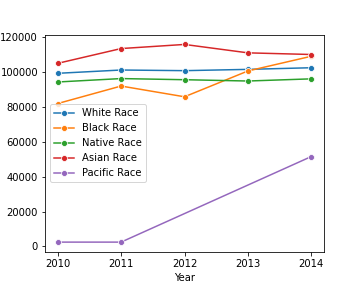 120000
100000
80000
60000
40000
20000
0
White Race
Black Race
Native Race
Asian Race
Pacific Race
2010 2011 2012 2013 2014
Year